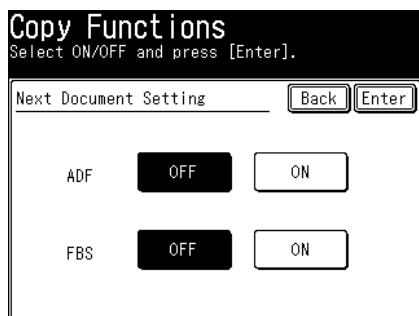 Copy Functions
Select ON/OFF and press [Enter].
Next Document Setting Back Enter
ADF OFF ON
FBS OFF ON